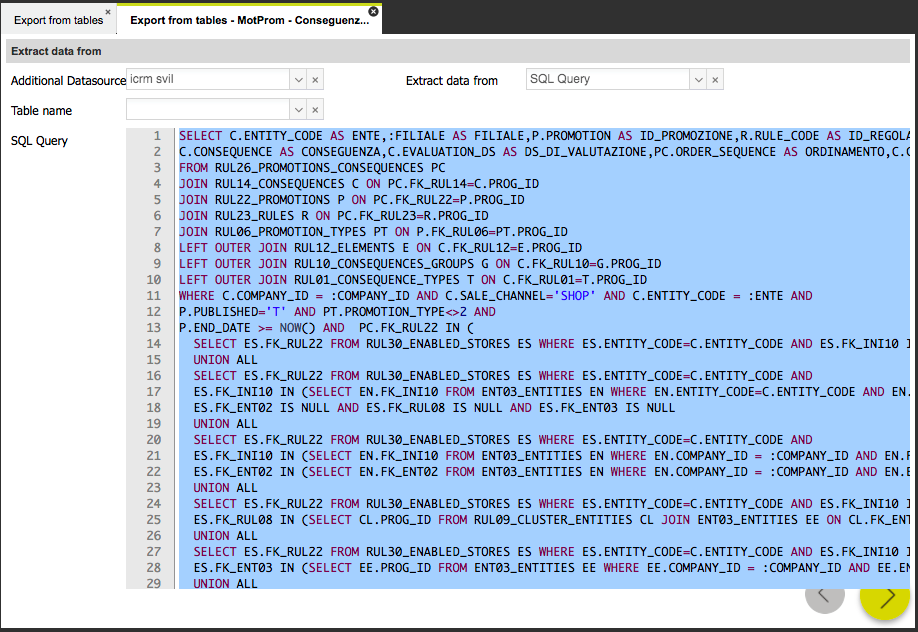 Export from tables
Export from tables - MotProm - Conseguenz...
Extract data from
Additional Datasource icrm svil
Extract data from SQL Query
Table name
SQL Query
1 SELECT C.ENTITY_CODE AS ENTE,:FILIALE AS FILIALE,P.PROMOTION AS ID_PROMOZIONE,R.RULE_CODE AS ID_REGOLA
2 C.CONSEQUENCE AS CONSEGUENZA,C.EVALUATION_DS AS DS_DI_VALUTAZIONE,PC.ORDER_SEQUENCE AS ORDINAMENTO,C.
3 FROM RUL26_PROMOTIONS_CONSEQUENCES PC
4 JOIN RUL14_CONSEQUENCES C ON PC.FK_RUL14=C.PROG_ID
5 JOIN RUL22_PROMOTIONS P ON PC.FK_RUL22=P.PROG_ID
6 JOIN RUL23_RULES R ON PC.FK_RUL23=R.PROG_ID
7 JOIN RUL06_PROMOTION_TYPES PT ON P.FK_RUL06=PT.PROG_ID
8 LEFT OUTER JOIN RUL12_ELEMENTS E ON C.FK_RUL12=E.PROG_ID
9 LEFT OUTER JOIN RUL10_CONSEQUENCES_GROUPS G ON C.FK_RUL10=G.PROG_ID
10 LEFT OUTER JOIN RUL01_CONSEQUENCE_TYPES T ON C.FK_RUL01=T.PROG_ID
11 WHERE C.COMPANY_ID = :COMPANY_ID AND C.SALE_CHANNEL='SHOP' AND C.ENTITY_CODE = :ENTE AND
12 P.PUBLISHED='T' AND PT.PROMOTION_TYPE<>2 AND
13 P.END_DATE >= NOW() AND PC.FK_RUL22 IN (
14 SELECT ES.FK_RUL22 FROM RUL30_ENABLED_STORES ES WHERE ES.ENTITY_CODE=C.ENTITY_CODE AND ES.FK_INI10
15 UNION ALL
16 SELECT ES.FK_RUL22 FROM RUL30_ENABLED_STORES ES WHERE ES.ENTITY_CODE=C.ENTITY_CODE AND
17 ES.FK_INI10 IN (SELECT EN.FK_INI10 FROM ENT03_ENTITIES EN WHERE EN.ENTITY_CODE=C.ENTITY_CODE AND EN.
18 ES.FK_ENT02 IS NULL AND ES.FK_RUL08 IS NULL AND ES.FK_ENT03 IS NULL
19 UNION ALL
20 SELECT ES.FK_RUL22 FROM RUL30_ENABLED_STORES ES WHERE ES.ENTITY_CODE=C.ENTITY_CODE AND
21 ES.FK_INI10 IN (SELECT EN.FK_INI10 FROM ENT03_ENTITIES EN WHERE EN.COMPANY_ID = :COMPANY_ID AND EN.
22 ES.FK_ENT02 IN (SELECT EN.FK_ENT02 FROM ENT03_ENTITIES EN WHERE EN.COMPANY_ID = :COMPANY_ID AND EN.
23 UNION ALL
24 SELECT ES.FK_RUL22 FROM RUL30_ENABLED_STORES ES WHERE ES.ENTITY_CODE=C.ENTITY_CODE AND ES.FK_INI10
25 ES.FK_RUL08 IN (SELECT CL.PROG_ID FROM RUL09_CLUSTER_ENTITIES CL JOIN ENT03_ENTITIES EE ON CL.FK_ENT
26 UNION ALL
27 SELECT ES.FK_RUL22 FROM RUL30_ENABLED_STORES ES WHERE ES.ENTITY_CODE=C.ENTITY_CODE AND ES.FK_INI10
28 ES.FK_ENT03 IN (SELECT EE.PROG_ID FROM ENT03_ENTITIES EE WHERE EE.COMPANY_ID = :COMPANY_ID AND EE.EN
29 UNION ALL